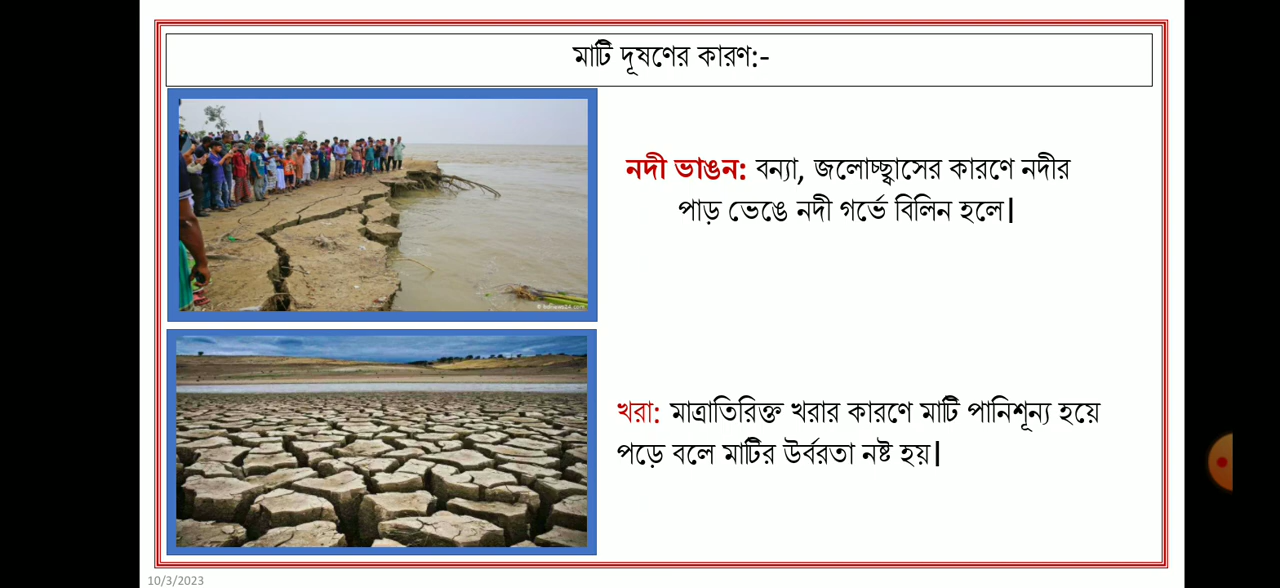 মাটি দূষণের কারণ:-
নদী ভাঙন: বন্যা, জলোচ্ছ্বাসের কারণে নদীর
পাড় ভেঙে নদী গর্ভে বিলিন হলে|
খরা: মাত্রাতিরিক্ত খরার কারণে মাটি পানিশূন্য হয়ে
পড়ে বলে মাটির উর্বরতা নষ্ট হয়|
10/3/2023